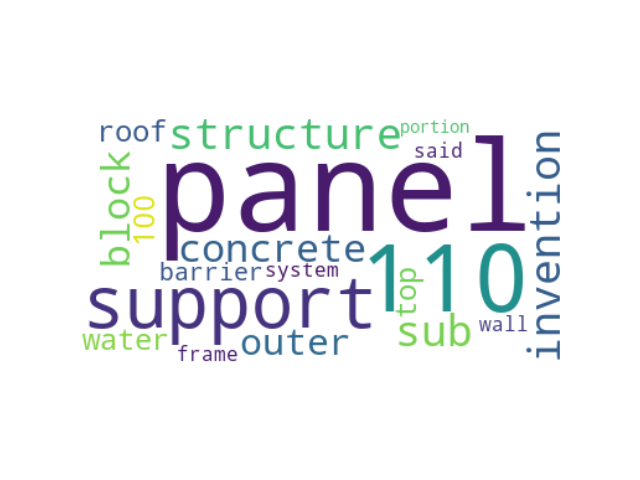 roof
structure
portion
said
panel
block
100
invention
concrete
barrier
system
110
top
support
sub
wall
water
frame
outer